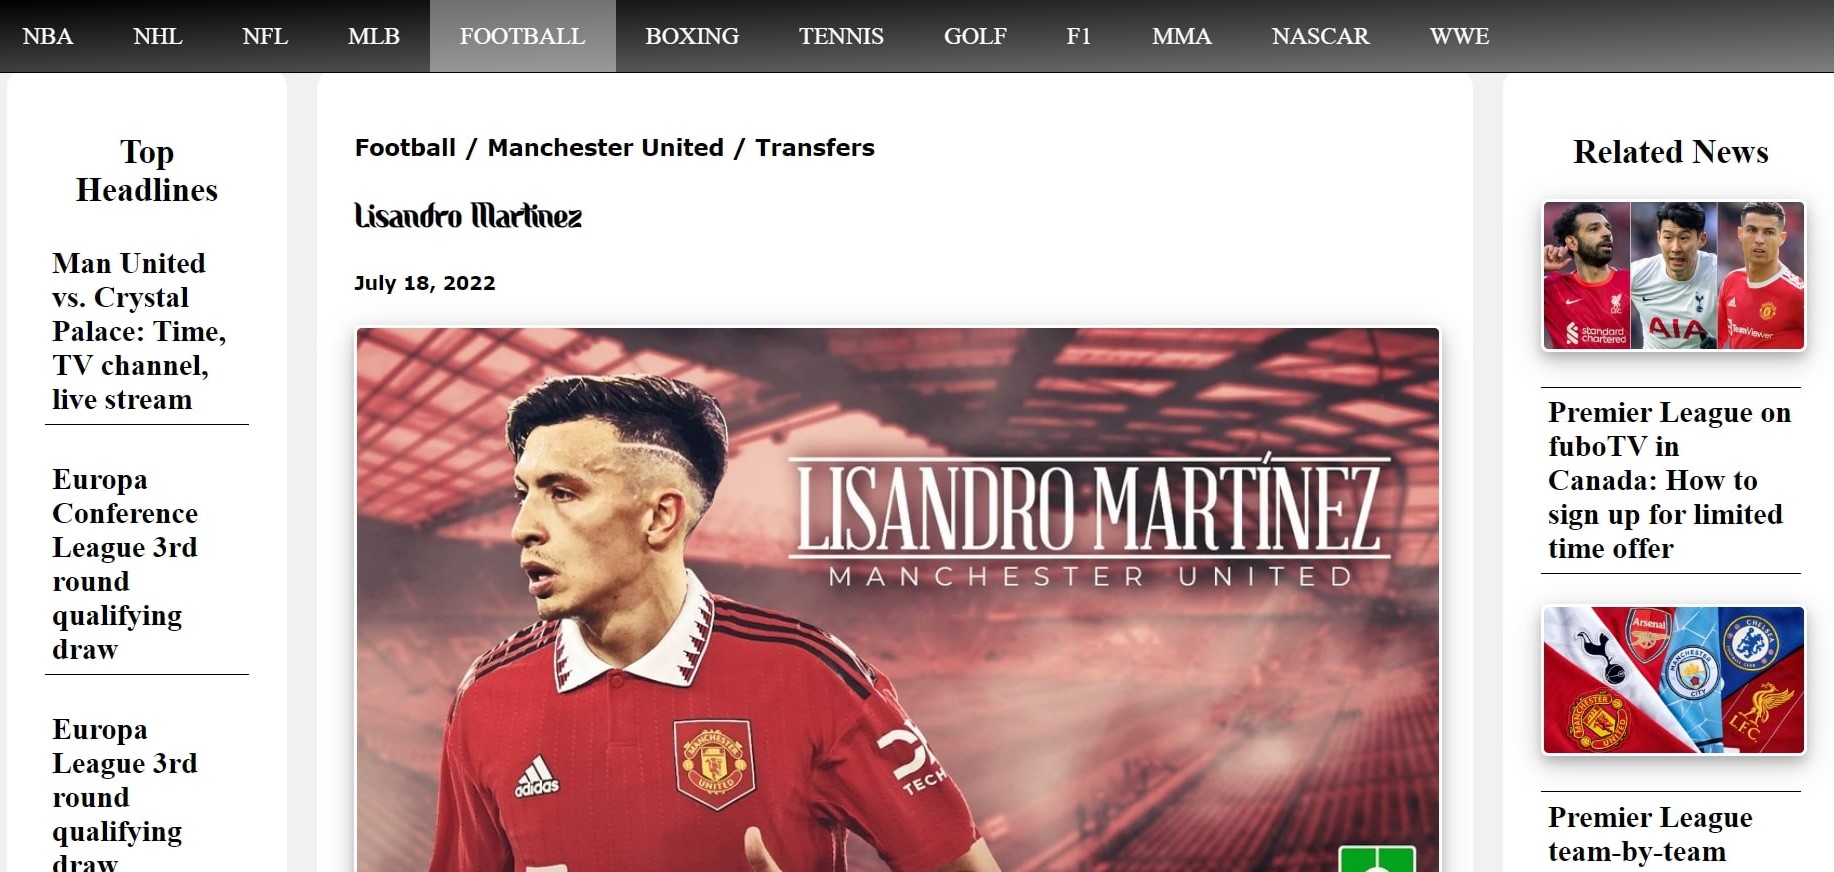 NBA NHL NFL MLB FOOTBALL BOXING TENNIS GOLF F1 MMA NASCAR WWE
Top
Headlines
Man United
vs. Crystal
Palace: Time,
TV channel,
live stream
Europa
Conference
League 3rd
round
qualifying
draw
Europa
League 3rd
round
qualifying
draw
Football / Manchester United / Transfers
Lisandro Martinez
July 18, 2022
LISANDRO MARTÍNEZ
MANCHESTER UNITED
adidas
MANCHESTER
UNITED
TECH
Related News
standard
chartered
AIA
TeamViewer
Premier League on
fuboTV in
Canada: How to
sign up for limited
time offer
Arsenal
CHELSEA
FOOTBALL CLUB
MANCHESTER
CITY
MANCHESTER
UNITED
L.F.C.
Premier League
team-by-team